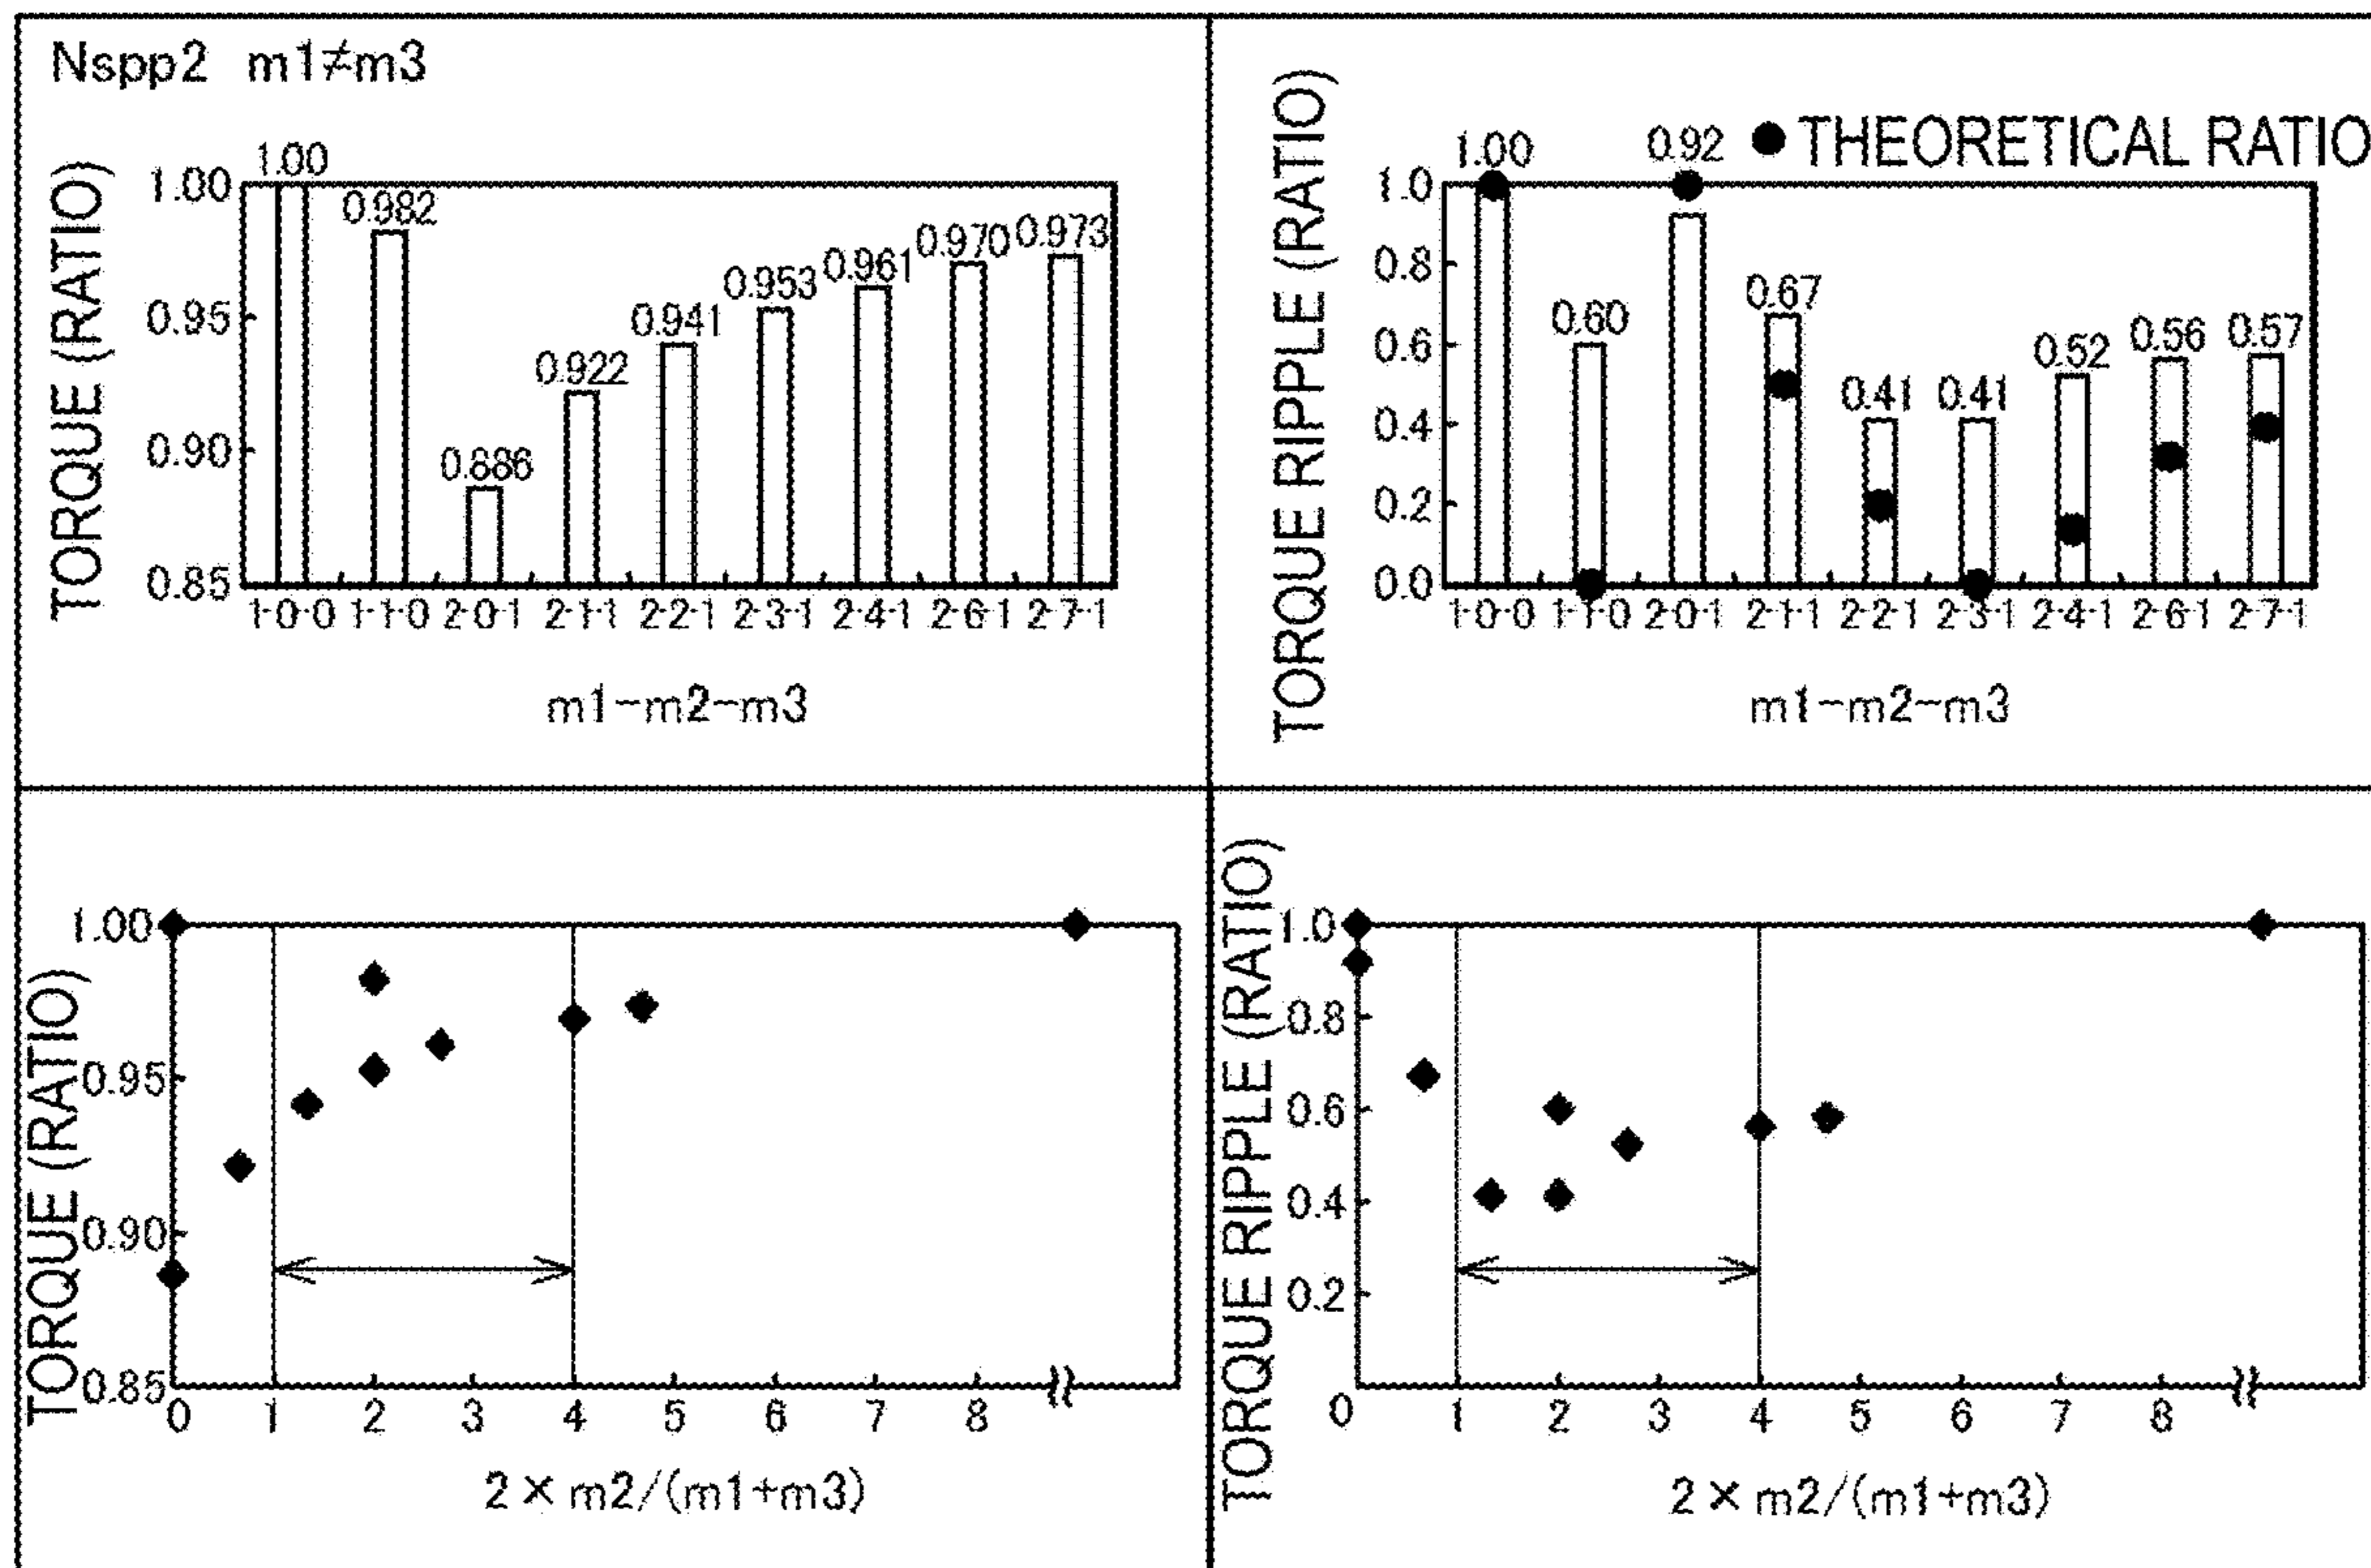 Nspp2 m1≠m3
TORQUE (RATIO)
1.00
0.95
0.90
0.85
1.00
0.982
0.886
0.922
0.941
0.953
0.961
0.970
0.973
1-0-0 1-1-0 2-0-1 2-1-1 2-2-1 2-3-1 2-4-1 2-6-1 2-7-1
m1-m2-m3
TORQUE RIPPLE (RATIO)
● THEORETICAL RATIO
1.0
0.8
0.6
0.4
0.2
0.0
1.00
0.60
0.92
0.67
0.41
0.41
0.52
0.56
0.57
1-0-0 1-1-0 2-0-1 2-1-1 2-2-1 2-3-1 2-4-1 2-6-1 2-7-1
m1-m2-m3
TORQUE (RATIO)
1.00
0.95
0.90
0.85
0 1 2 3 4 5 6 7 8
2 × m2/(m1+m3)
TORQUE RIPPLE (RATIO)
1.0
0.8
0.6
0.4
0.2
0 1 2 3 4 5 6 7 8
2 × m2/(m1+m3)